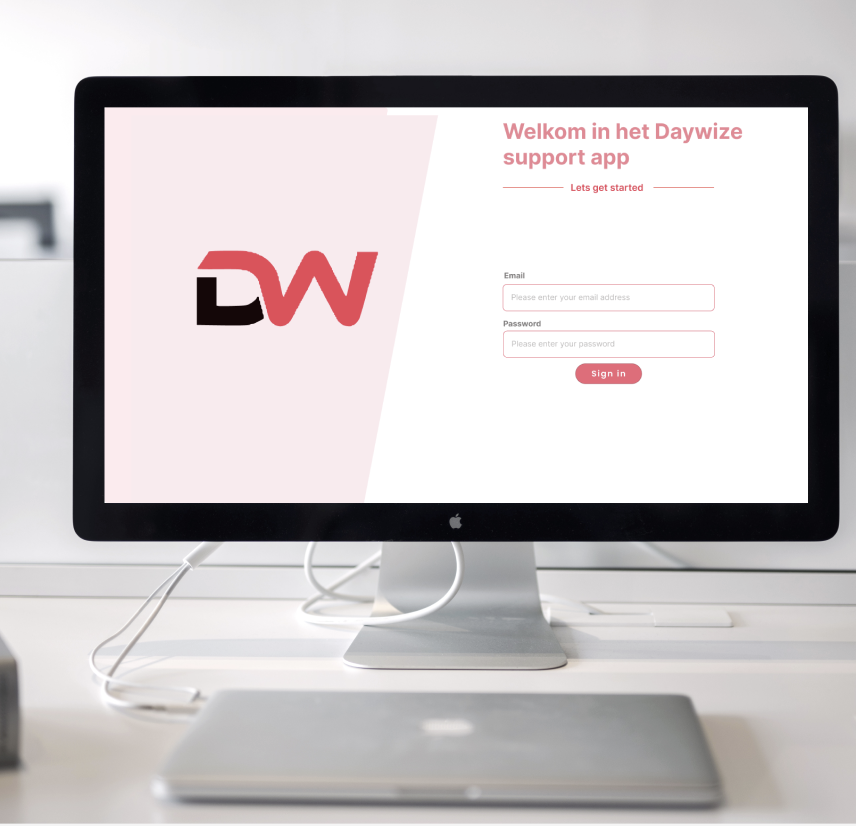 DW
Welkom in het Daywize
support app
Lets get started
Email
Please enter your email address
Password
Please enter your password
Sign in